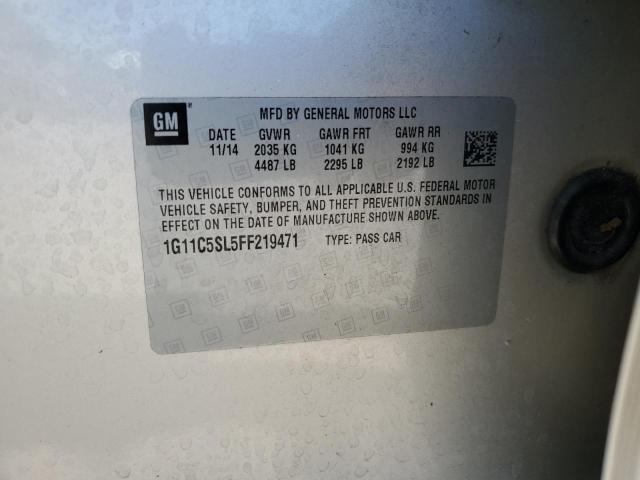 GM
MFD BY GENERAL MOTORS LLC
DATE GVWR GAWR FRT GAWR RR
11/14 2035 KG 1041 KG 994 KG
4487 LB 2295 LB 2192 LB
THIS VEHICLE CONFORMS TO ALL APPLICABLE U.S. FEDERAL MOTOR
VEHICLE SAFETY, BUMPER, AND THEFT PREVENTION STANDARDS IN
EFFECT ON THE DATE OF MANUFACTURE SHOWN ABOVE.
1G11C5SL5FF219471 TYPE: PASS CAR